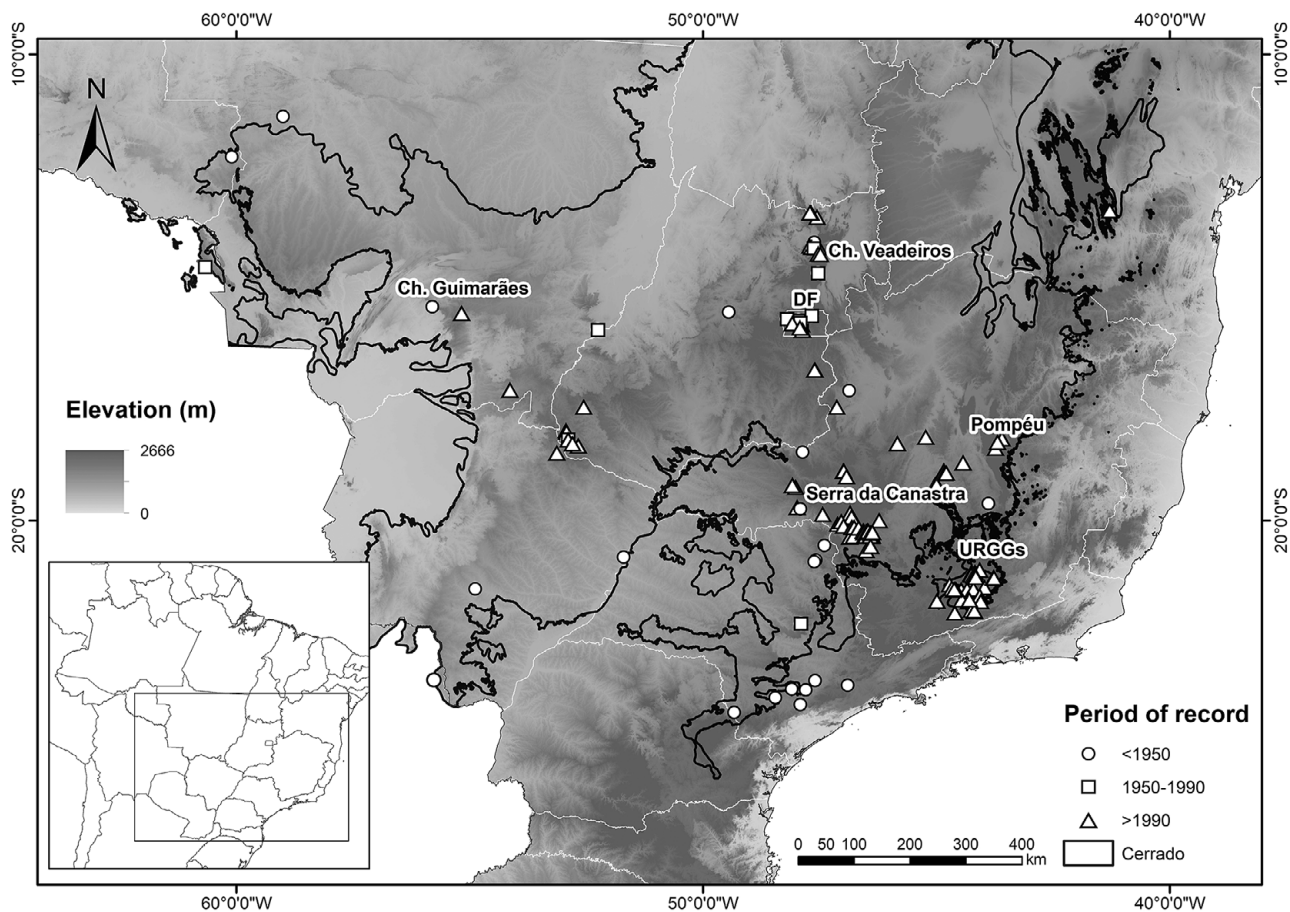 60°0'0"W 50°0'0"W 40°0'0"W
10°0'0"S 10°0'0"S
N
Ch. Veadeiros
Ch. Guimarães
DF
Elevation (m)
2666
0
Pompéu
Serra da Canastra
20°0'0"S 20°0'0"S
URGGs
Period of record
<1950
1950-1990
>1990
Cerrado
0 50 100 200 300 400
km
60°0'0"W 50°0'0"W 40°0'0"W